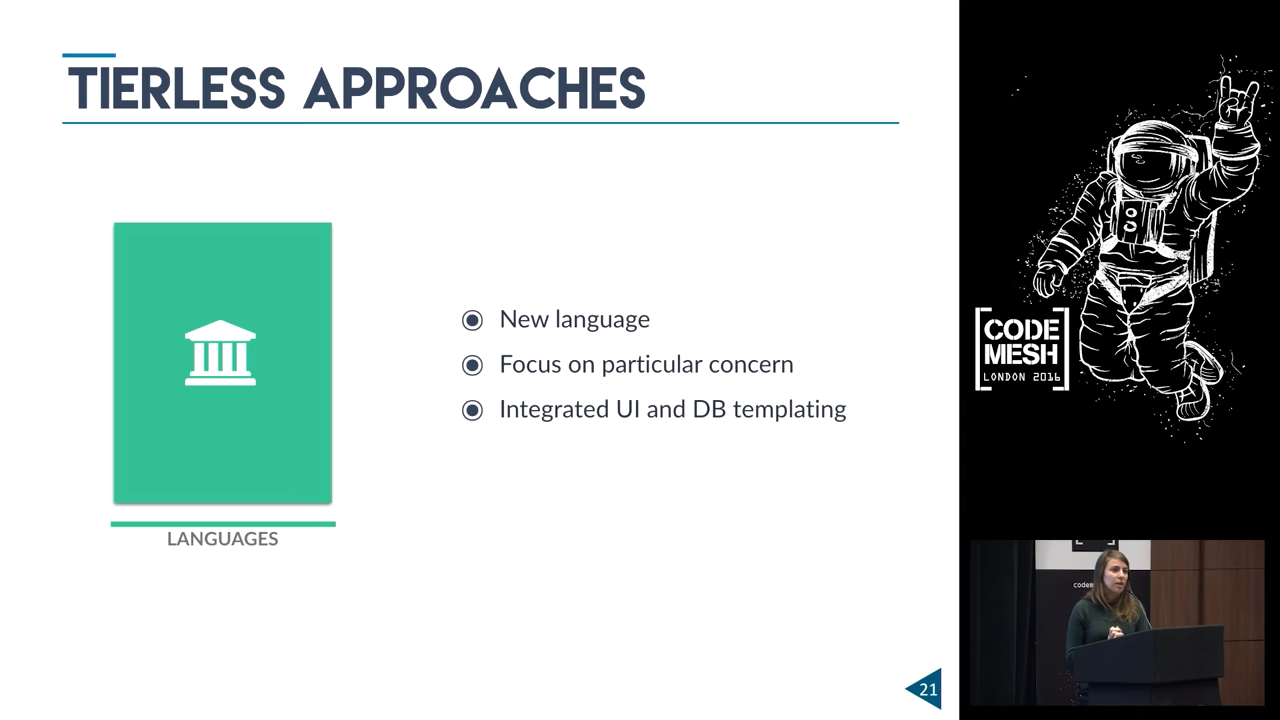 TIERLESS APPROACHES
New language
Focus on particular concern
Integrated UI and DB templating
LANGUAGES
21
CODE
MESH
LONDON 2016
codem